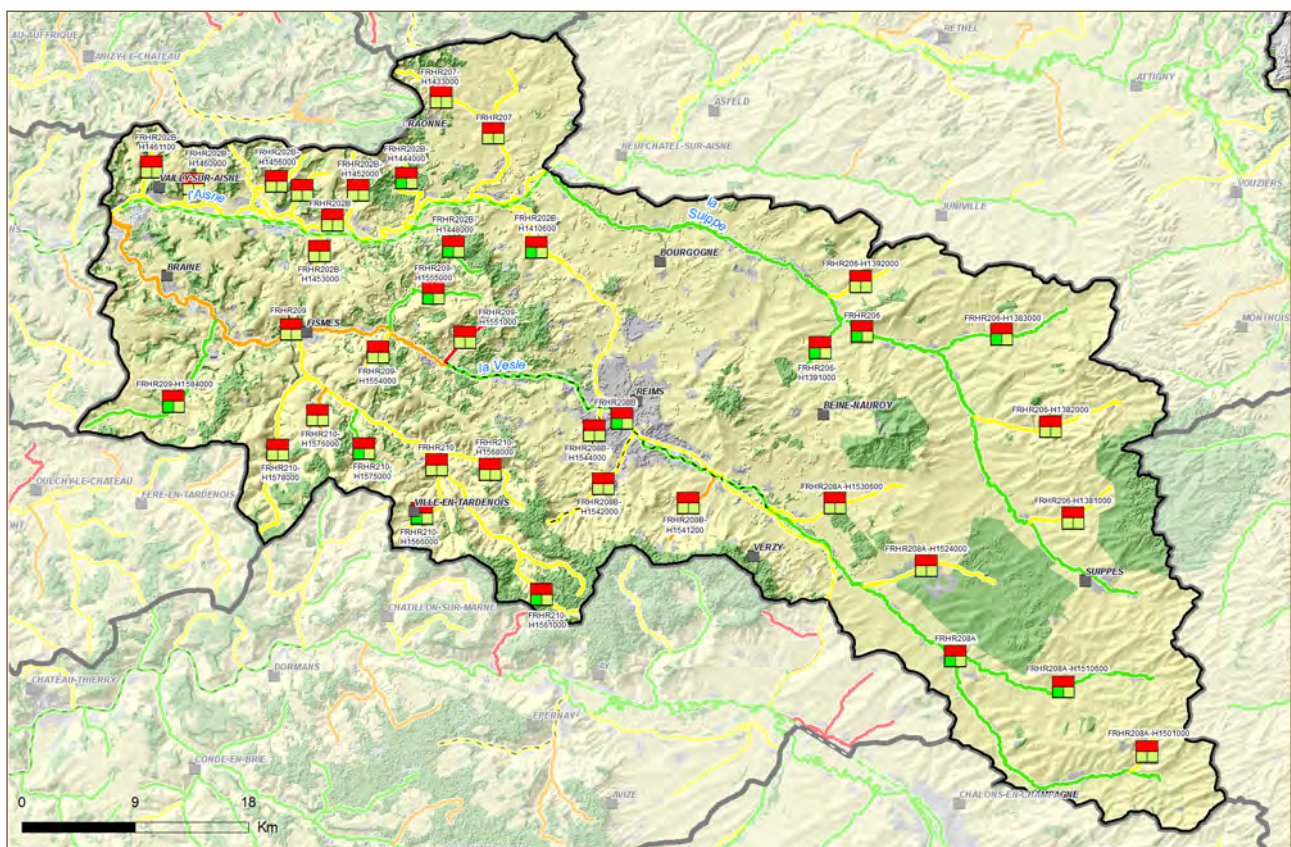 AU-AUFFRIQUE
ANIZY-LE-CHATEAU
RETHEL
ATTIGNY
ASFELD
NEUFCHATEL-SUR-AISNE
VOUZIERS
JUNIVILLE
MONTHOIS
FRHR207-
H1433000
FRHR207
CRAONNE
FRHR202B-
H1461100
FRHR202B-
H1460900
FRHR202B-
H1456000
FRHR202B-
H1452000
FRHR202B-
H1444000
VAILLY-SUR-AISNE
l'Aisne
FRHR202B
FRHR202B-
H1448000
FRHR202B-
H1410600
la
Suippe
FRHR202B-
H1453000
BOURGOGNE
BRAINE
FRHR209-
H1555000
FRHR206-H1392000
FRHR209
FISMES
FRHR209-
H1551000
FRHR206
FRHR206-H1383000
FRHR209-
H1554000
FRHR206-
H1391000
la Vesle
FRHR209-H1584000
REIMS
FRHR208B
BEINE-NAUROY
FRHR206-H1382000
FRHR210-
H1576000
FRHR208B-
H1544000
FRHR210-
H1578000
FRHR210-
H1575000
FRHR210
FRHR210-
H1568000
OULCHY-LE-CHATEAU
FERE-EN-TARDENOIS
FRHR208B-
H1542000
FRHR208A-H1530600
FRHR206-H1381000
VILLE-EN-TARDENOIS
FRHR210-
H1566000
FRHR208B-
H1541200
VERZY
FRHR208A-H1524000
SUIPPES
CHATILLON-SUR-MARNE
FRHR210-
H1561000
FRHR208A
DORMANS
AY
FRHR208A-H1510600
CHATEAU-THIERRY
EPERNAY
FRHR208A-H1501000
CONDE-EN-BRIE
AVIZE
CHALONS-EN-CHAMPAGNE
0 9 18
Km